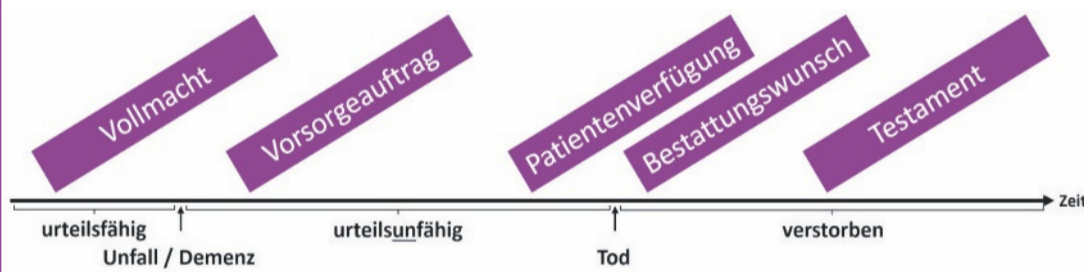 Vollmacht
Vorsorgeauftrag
Patientenverfügung
Bestattungswunsch
Testament
Zeit
urteilsfähig
urteilsunfähig
verstorben
Unfall / Demenz
Tod